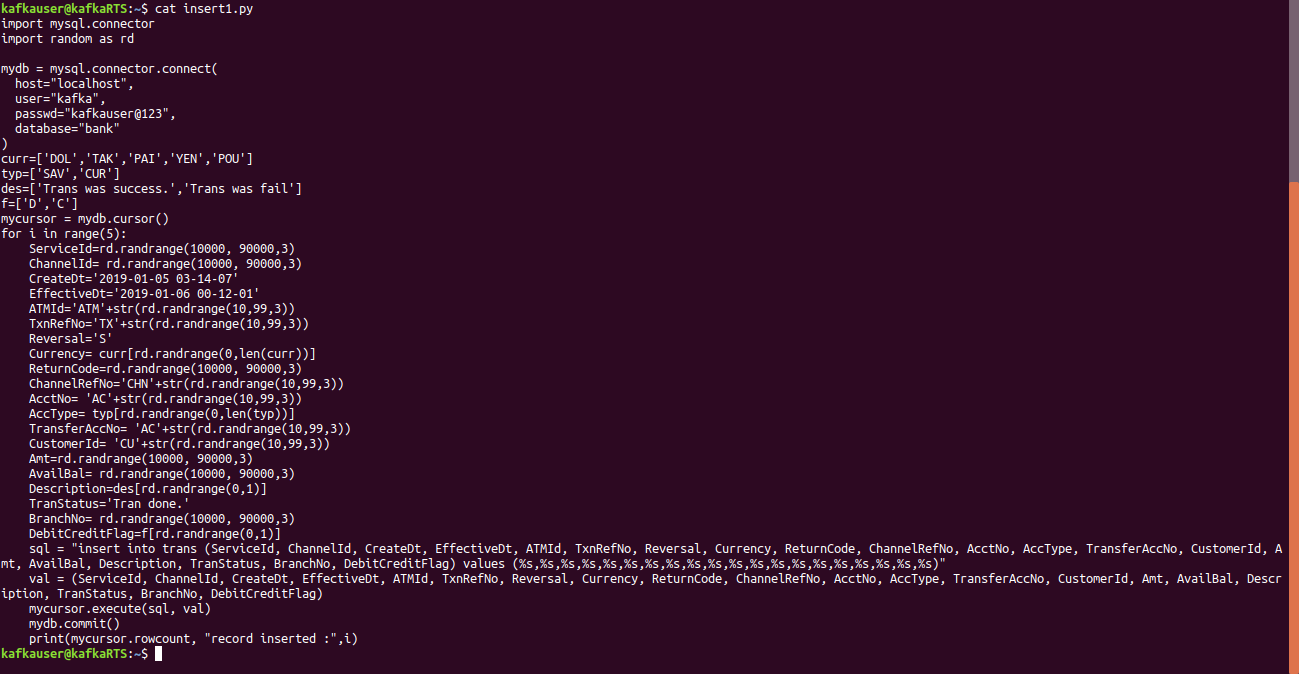 kafkauser@kafkaRTS:~$ cat insert1.py
import mysql.connector
import random as rd

mydb = mysql.connector.connect(
  host="localhost",
  user="kafka",
  passwd="kafkauser@123",
  database="bank"
)
curr=['DOL','TAK','PAI','YEN','POU']
typ=['SAV','CUR']
des=['Trans was success.','Trans was fail']
f=['D','C']
mycursor = mydb.cursor()
for i in range(5):
    ServiceId=rd.randrange(10000, 90000,3)
    ChannelId= rd.randrange(10000, 90000,3)
    CreateDt='2019-01-05 03-14-07'
    EffectiveDt='2019-01-06 00-12-01'
    ATMId='ATM'+str(rd.randrange(10,99,3))
    TxnRefNo='TX'+str(rd.randrange(10,99,3))
    Reversal='S'
    Currency= curr[rd.randrange(0,len(curr))]
    ReturnCode=rd.randrange(10000, 90000,3)
    ChannelRefNo='CHN'+str(rd.randrange(10,99,3))
    AcctNo= 'AC'+str(rd.randrange(10,99,3))
    AccType= typ[rd.randrange(0,len(typ))]
    TransferAccNo= 'AC'+str(rd.randrange(10,99,3))
    CustomerId= 'CU'+str(rd.randrange(10,99,3))
    Amt=rd.randrange(10000, 90000,3)
    AvailBal= rd.randrange(10000, 90000,3)
    Description=des[rd.randrange(0,1)]
    TranStatus='Tran done.'
    BranchNo= rd.randrange(10000, 90000,3)
    DebitCreditFlag=f[rd.randrange(0,1)]
    sql = "insert into trans (ServiceId, ChannelId, CreateDt, EffectiveDt, ATMId, TxnRefNo, Reversal, Currency, ReturnCode, ChannelRefNo, AcctNo, AccType, TransferAccNo, CustomerId, A
mt, AvailBal, Description, TranStatus, BranchNo, DebitCreditFlag) values (%s,%s,%s,%s,%s,%s,%s,%s,%s,%s,%s,%s,%s,%s,%s,%s,%s,%s,%s,%s)"
    val = (ServiceId, ChannelId, CreateDt, EffectiveDt, ATMId, TxnRefNo, Reversal, Currency, ReturnCode, ChannelRefNo, AcctNo, AccType, TransferAccNo, CustomerId, Amt, AvailBal, Descr
iption, TranStatus, BranchNo, DebitCreditFlag)
    mycursor.execute(sql, val)
    mydb.commit()
    print(mycursor.rowcount, "record inserted :",i)
kafkauser@kafkaRTS:~$